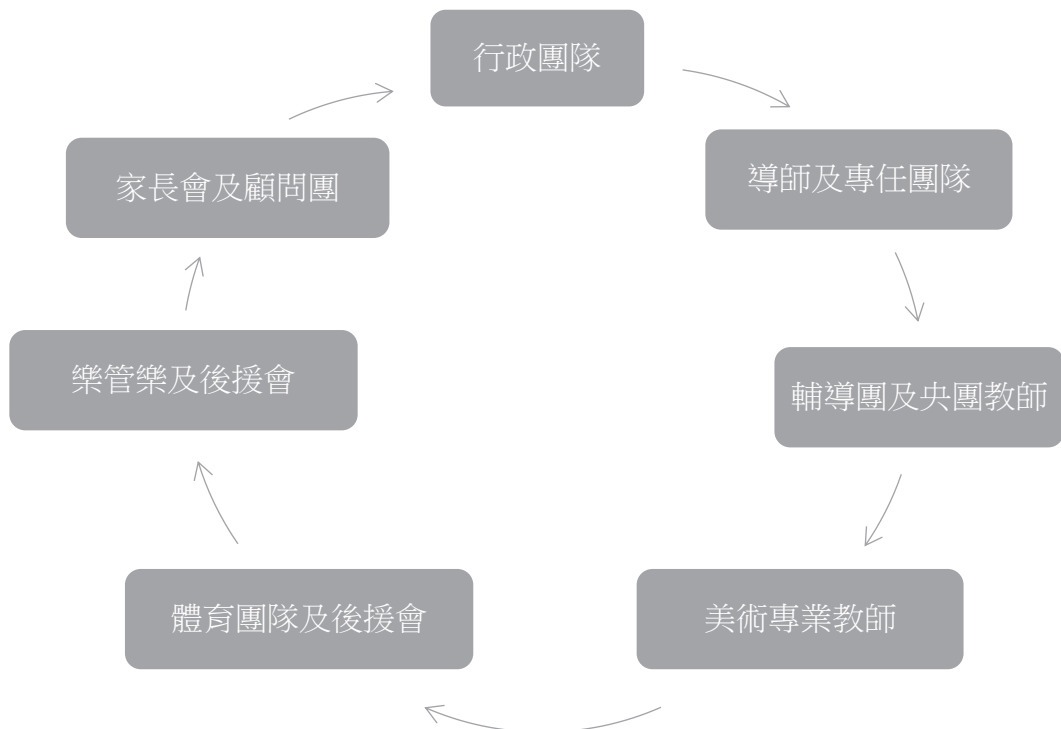 行政團隊
導師及專任團隊
輔導團及央團教師
美術專業教師
體育團隊及後援會
樂管樂及後援會
家長會及顧問團